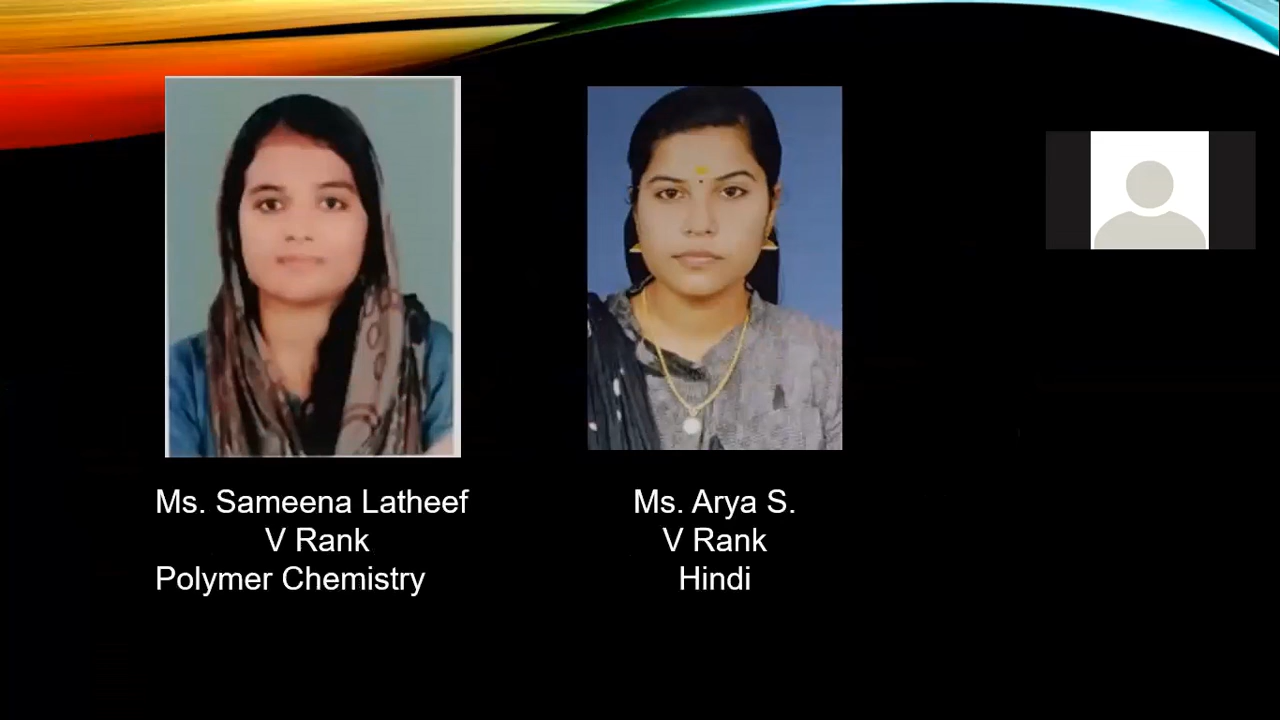 Ms. Sameena Latheef
V Rank
Polymer Chemistry
Ms. Arya S.
V Rank
Hindi